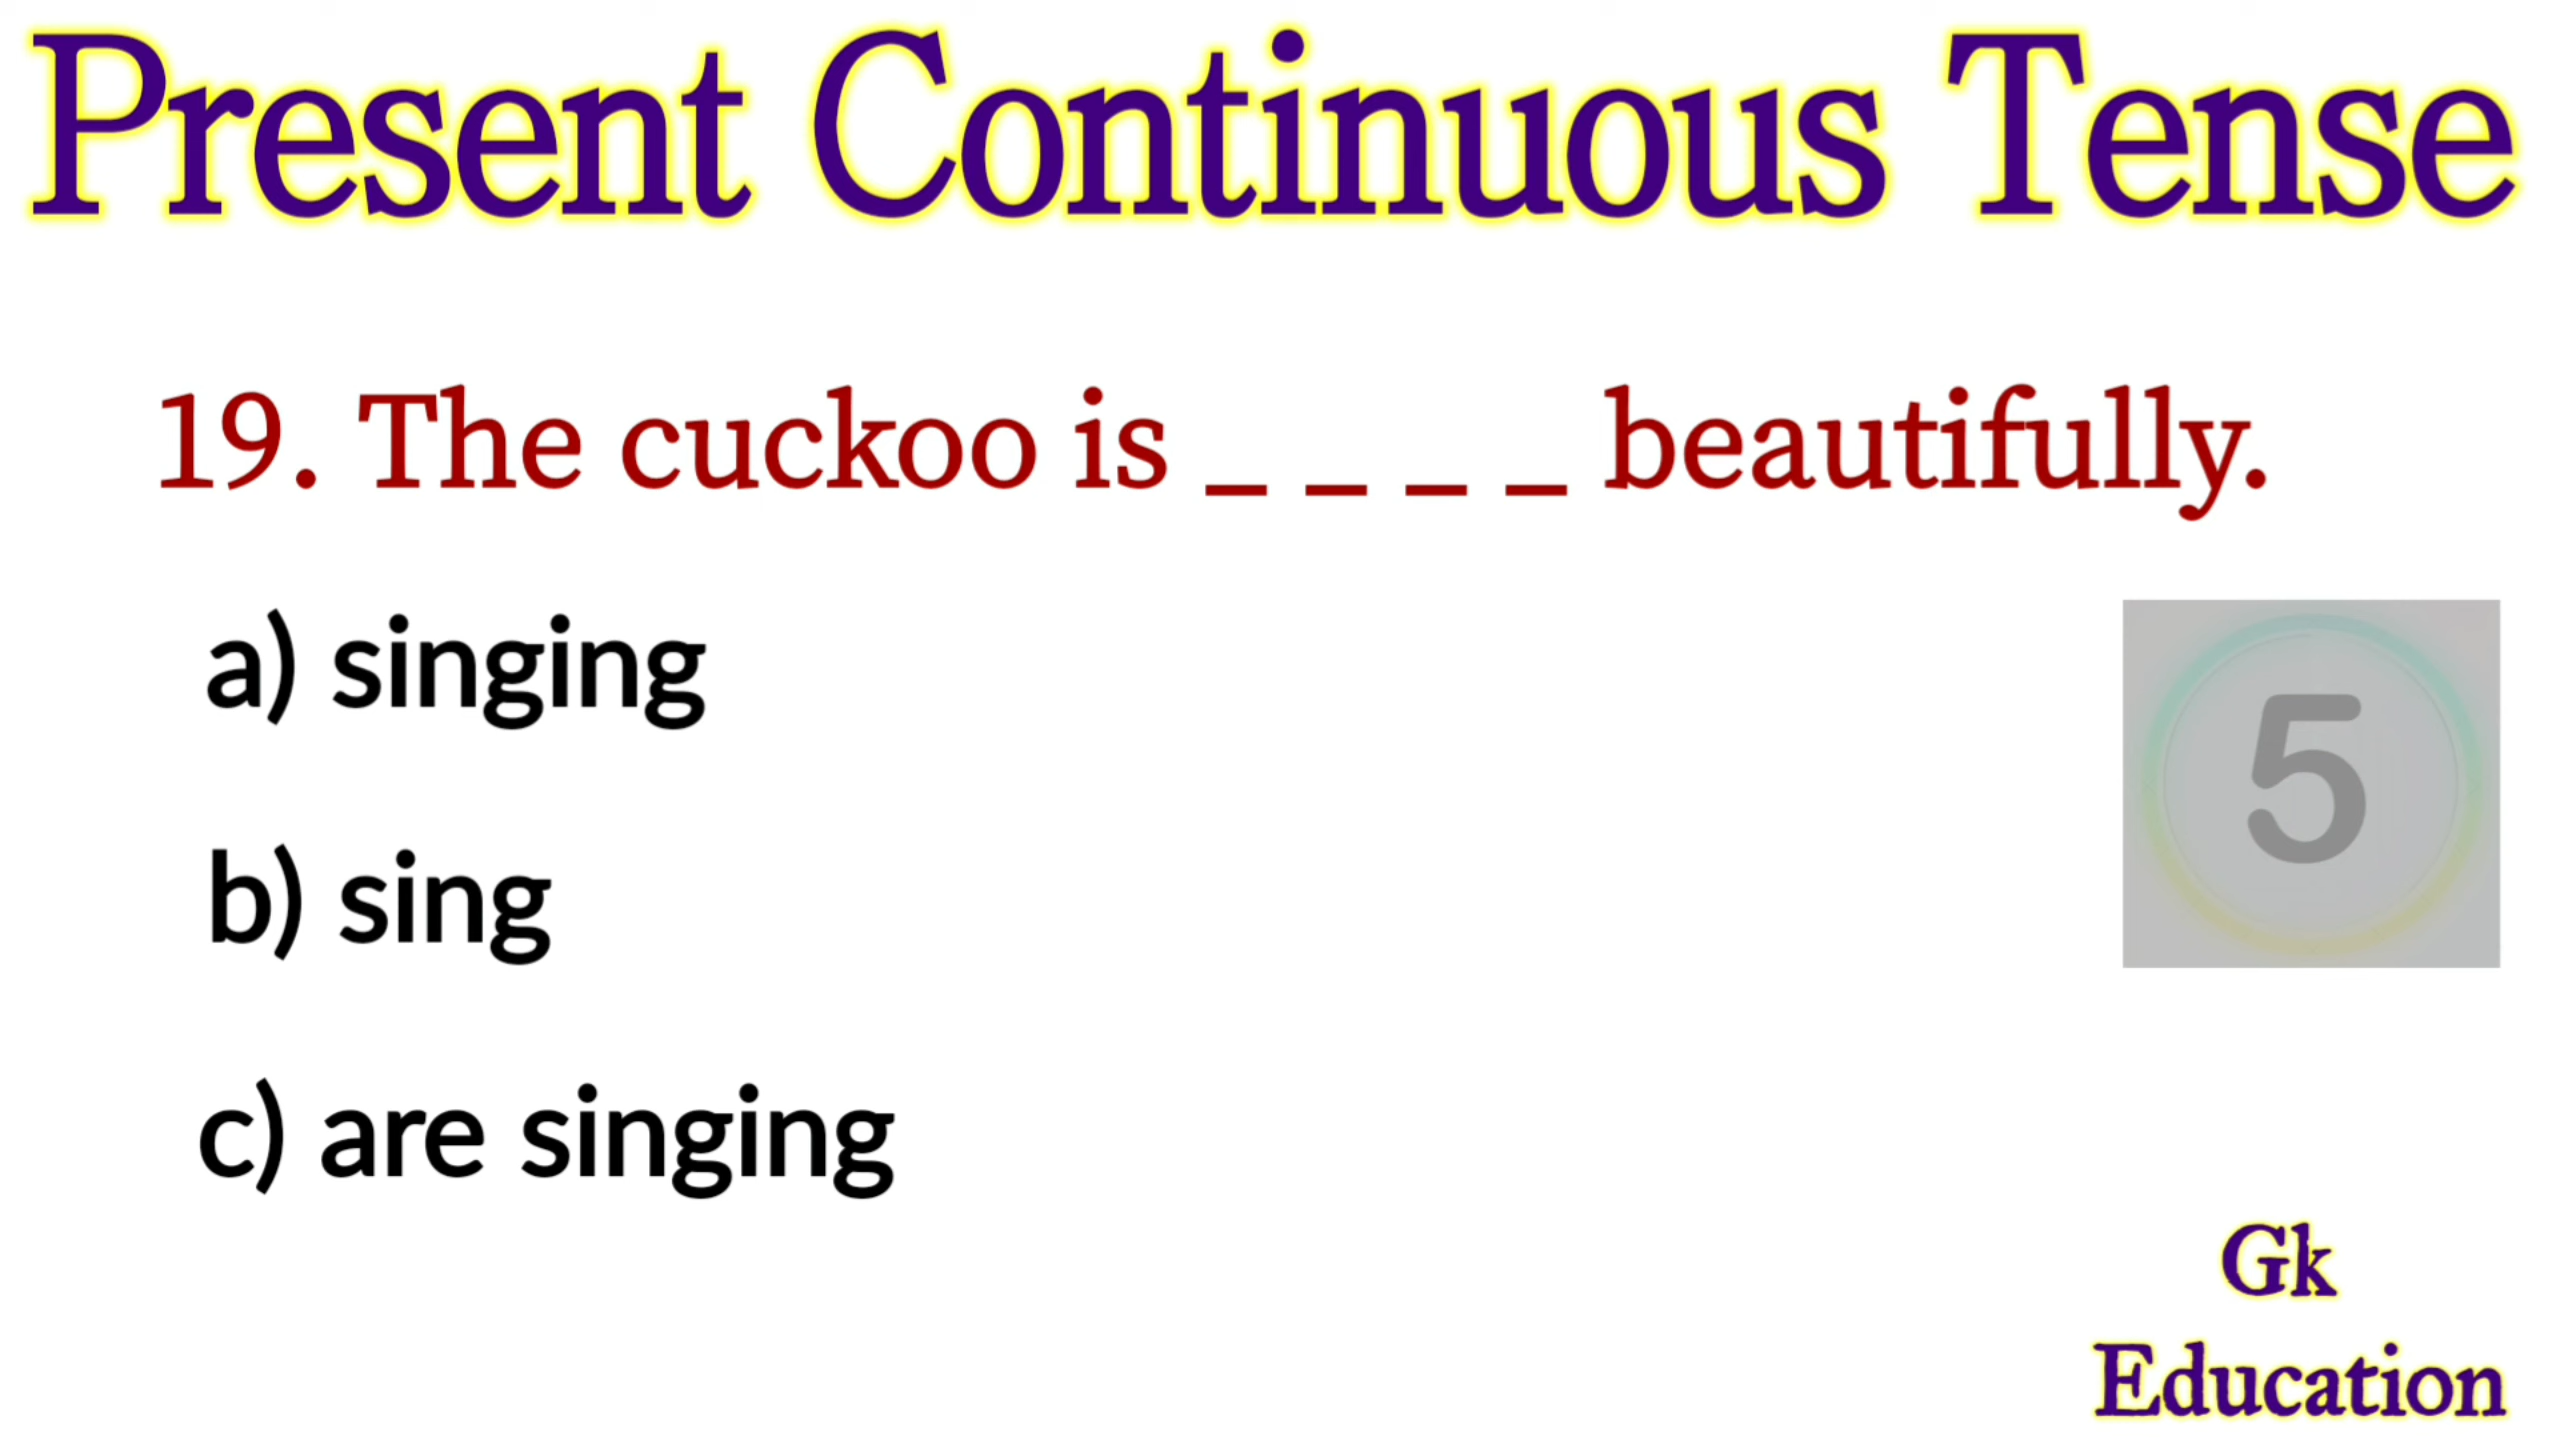 Present Continuous Tense
19. The cuckoo is _ _ _ _ beautifully.
a) singing
5
b) sing
c) are singing
Gk
Education